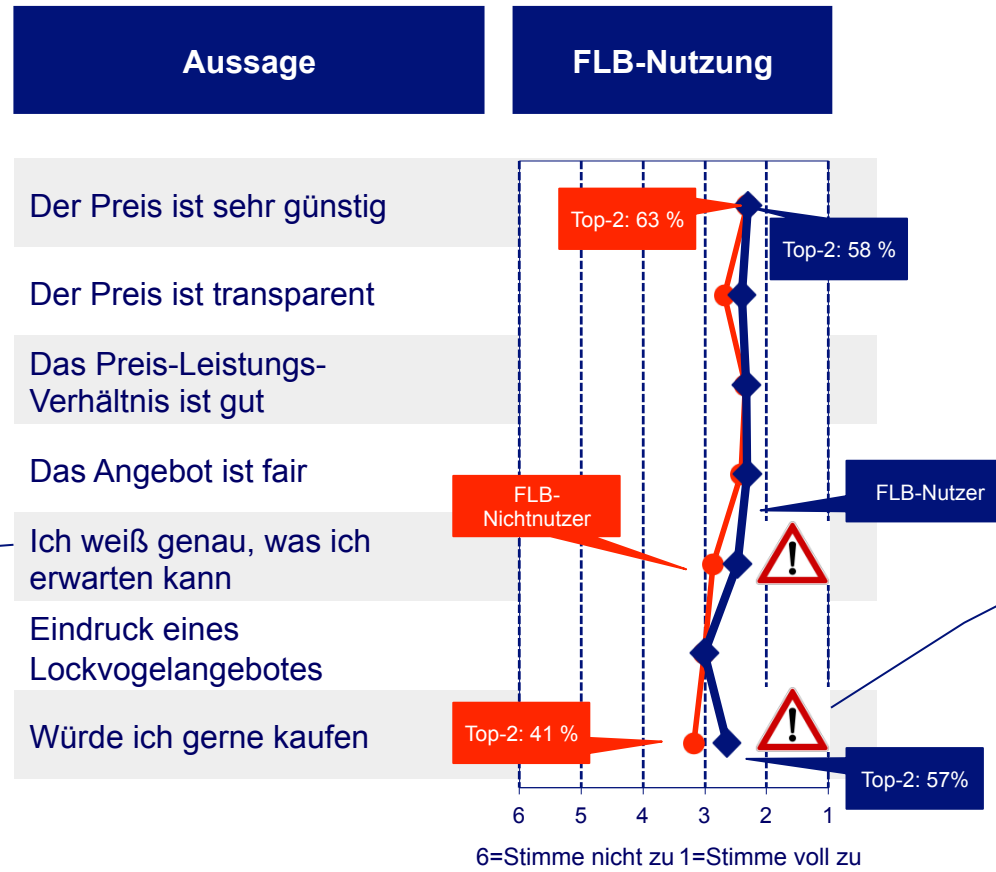 Aussage
FLB-Nutzung
Der Preis ist sehr günstig
Top-2: 63 %
Top-2: 58 %
Der Preis ist transparent
Das Preis-Leistungs-
Verhältnis ist gut
Das Angebot ist fair
FLB-
Nichtnutzer
FLB-Nutzer
Ich weiß genau, was ich
erwarten kann
Eindruck eines
Lockvogelangebotes
Würde ich gerne kaufen
Top-2: 41 %
Top-2: 57%
6 5 4 3 2 1
6=Stimme nicht zu 1=Stimme voll zu